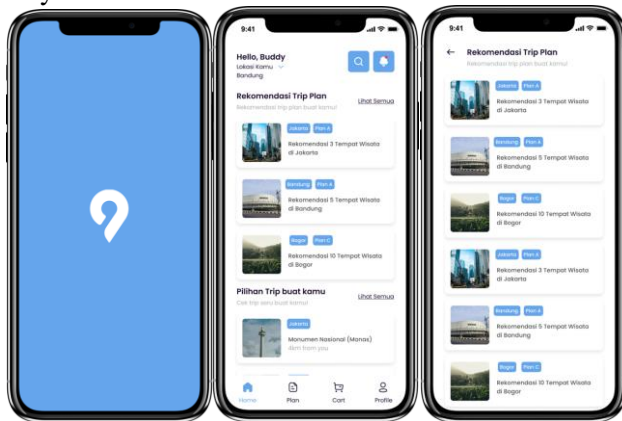 9:41
Hello, Buddy
Lokasi Kamu
Bandung
Rekomendasi Trip Plan
Lihat Semua
Rekomendasi trip plan buat kamu!
Jakarta Plan A
Rekomendasi 3 Tempat Wisata
di Jakarta
Bandung Plan A
Rekomendasi 5 Tempat Wisata
di Bandung
Bogor Plan C
Rekomendasi 10 Tempat Wisata
di Bogor
Pilihan Trip buat kamu
Lihat Semua
Cek trip seru buat kamu!
Jakarta
Monumen Nasional (Monas)
4km from you
Home Plan Cart Profile
9:41
Rekomendasi Trip Plan
Rekomendasi trip plan buat kamu!
Jakarta Plan A
Rekomendasi 3 Tempat Wisata
di Jakarta
Bandung Plan A
Rekomendasi 5 Tempat Wisata
di Bandung
Bogor Plan C
Rekomendasi 10 Tempat Wisata
di Bogor
Jakarta Plan A
Rekomendasi 3 Tempat Wisata
di Jakarta
Bandung Plan A
Rekomendasi 5 Tempat Wisata
di Bandung
Bogor Plan C
Rekomendasi 10 Tempat Wisata
di Bogor